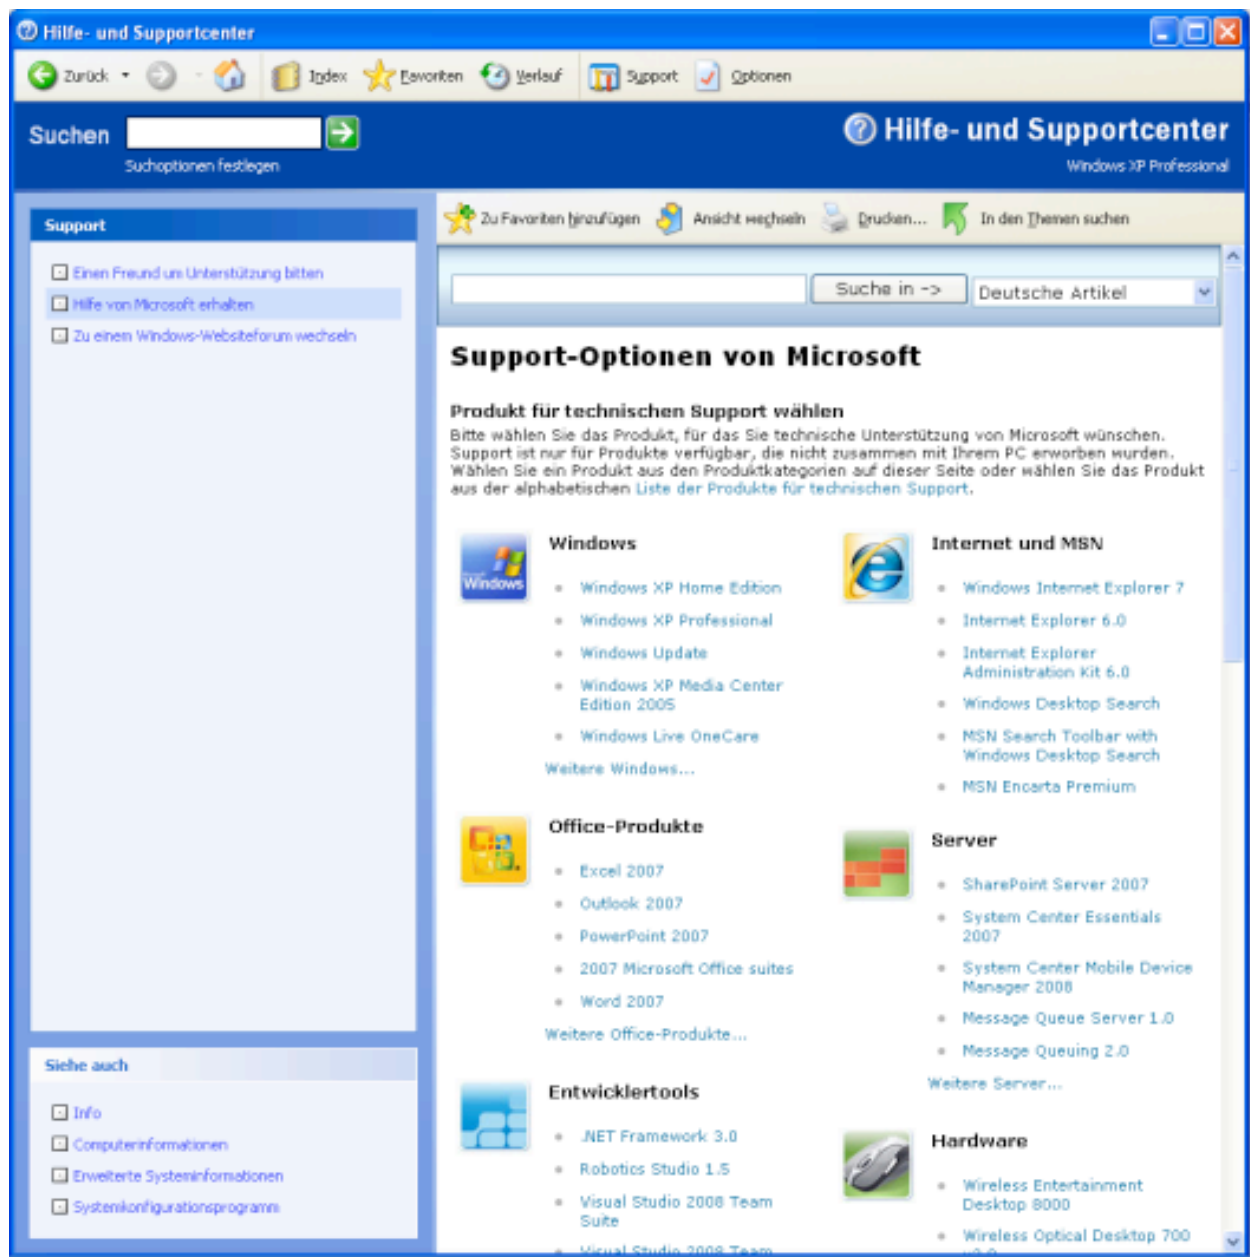 Hilfe- und Supportcenter
Zurück
Index
Favoriten
Verlauf
Support
Optionen
Suchen
Suchoptionen festlegen
Hilfe- und Supportcenter
Windows XP Professional
Support
Einen Freund um Unterstützung bitten
Hilfe von Microsoft erhalten
Zu einem Windows-Websiteforum wechseln
Siehe auch
Info
Computerinformationen
Erweiterte Systeminformationen
Systemkonfigurationsprogramm
Zu Favoriten hinzufügen
Ansicht wechseln
Drucken...
In den Themen suchen
Suche in ->
Deutsche Artikel
Support-Optionen von Microsoft
Produkt für technischen Support wählen
Bitte wählen Sie das Produkt, für das Sie technische Unterstützung von Microsoft wünschen.
Support ist nur für Produkte verfügbar, die nicht zusammen mit Ihrem PC erworben wurden.
Wählen Sie ein Produkt aus den Produktkategorien auf dieser Seite oder wählen Sie das Produkt
aus der alphabetischen Liste der Produkte für technischen Support.
Windows
Windows
Windows XP Home Edition
Windows XP Professional
Windows Update
Windows XP Media Center
Edition 2005
Windows Live OneCare
Weitere Windows...
Office-Produkte
Excel 2007
Outlook 2007
PowerPoint 2007
2007 Microsoft Office suites
Word 2007
Weitere Office-Produkte...
Entwicklertools
.NET Framework 3.0
Robotics Studio 1.5
Visual Studio 2008 Team
Suite
Visual Studio 2008 Team
Internet und MSN
Windows Internet Explorer 7
Internet Explorer 6.0
Internet Explorer
Administration Kit 6.0
Windows Desktop Search
MSN Search Toolbar with
Windows Desktop Search
MSN Encarta Premium
Server
SharePoint Server 2007
System Center Essentials
2007
System Center Mobile Device
Manager 2008
Message Queue Server 1.0
Message Queuing 2.0
Weitere Server...
Hardware
Wireless Entertainment
Desktop 8000
Wireless Optical Desktop 700